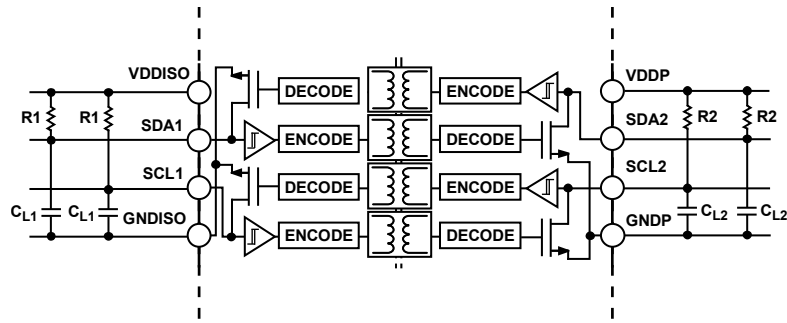 VDDISO
R1 R1
SDA1
SCL1
CL1 CL1
GNDISO
DECODE ENCODE
ENCODE DECODE
DECODE ENCODE
ENCODE DECODE
VDDP
SDA2
R2 R2
SCL2
GNDP
CL2 CL2